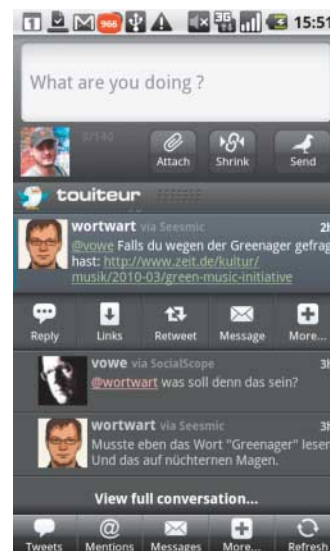 1 966 3G 15:51
What are you doing ?
0/140
Attach Shrink Send
touiteur
wortwart via Seesmic 2h
@vowe Falls du wegen der Greenager gefrag
hast: http://www.zeit.de/kultur/
musik/2010-03/green-music-initiative
Reply Links Retweet Message More...
vowe via SocialScope 3h
@wortwart was soll denn das sein?
wortwart via Seesmic 3h
Musste eben das Wort "Greenager" lesen
Und das auf nüchternen Magen.
View full conversation...
Tweets Mentions Messages More... Refresh